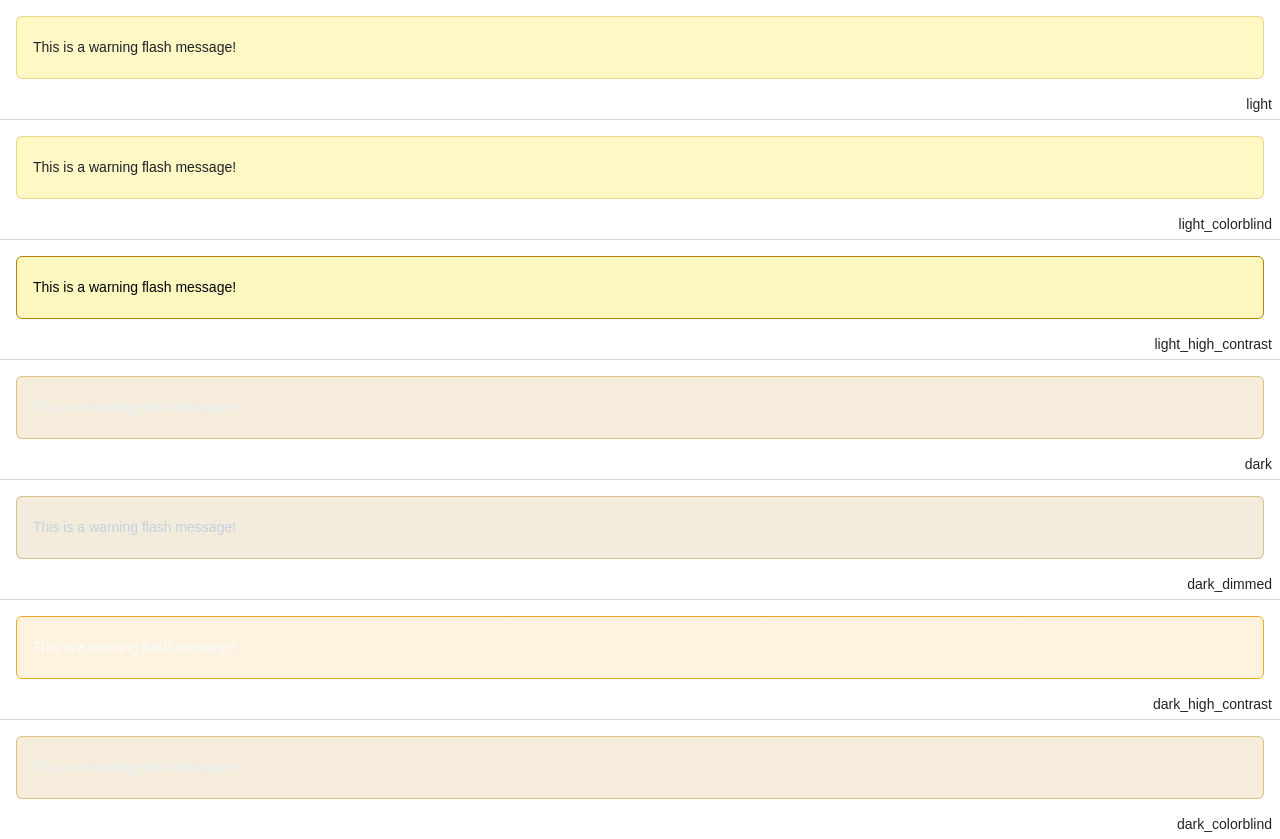 This is a warning flash message!
light
This is a warning flash message!
light_colorblind
This is a warning flash message!
light_high_contrast
This is a warning flash message!
dark
This is a warning flash message!
dark_dimmed
This is a warning flash message!
dark_high_contrast
This is a warning flash message!
dark_colorblind